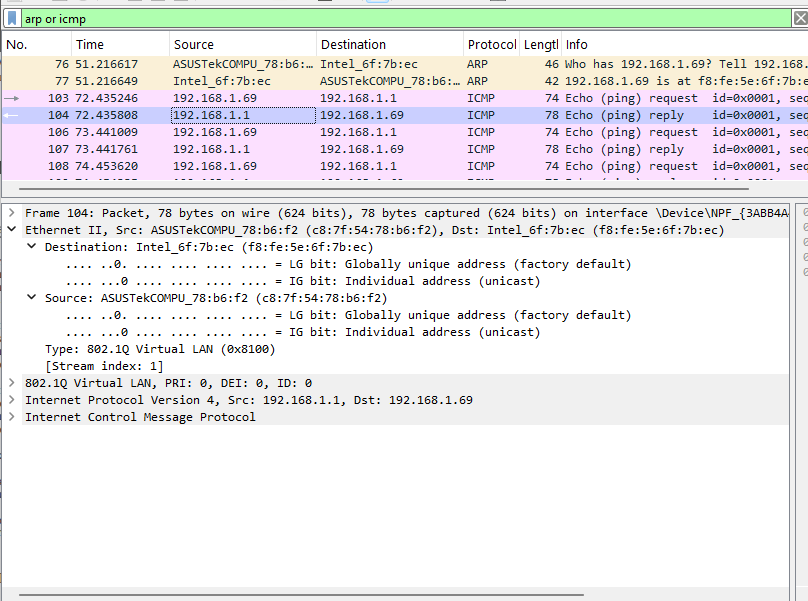 arp or icmp
No. Time Source Destination Protocol Lengtl Info
76 51.216617 ASUSTekCOMPU_78:b6:… Intel_6f:7b:ec ARP 46 Who has 192.168.1.69? Tell 192.168.
77 51.216649 Intel_6f:7b:ec ASUSTekCOMPU_78:b6:… ARP 42 192.168.1.69 is at f8:fe:5e:6f:7b:e
103 72.435246 192.168.1.69 192.168.1.1 ICMP 74 Echo (ping) request id=0x0001, seq
104 72.435808 192.168.1.1 192.168.1.69 ICMP 78 Echo (ping) reply id=0x0001, seq
106 73.441009 192.168.1.69 192.168.1.1 ICMP 74 Echo (ping) request id=0x0001, seq
107 73.441761 192.168.1.1 192.168.1.69 ICMP 78 Echo (ping) reply id=0x0001, seq
108 74.453620 192.168.1.69 192.168.1.1 ICMP 74 Echo (ping) request id=0x0001, seq
Frame 104: Packet, 78 bytes on wire (624 bits), 78 bytes captured (624 bits) on interface \Device\NPF_{3ABB4A
Ethernet II, Src: ASUSTekCOMPU_78:b6:f2 (c8:7f:54:78:b6:f2), Dst: Intel_6f:7b:ec (f8:fe:5e:6f:7b:ec)
Destination: Intel_6f:7b:ec (f8:fe:5e:6f:7b:ec)
.... ..0. .... .... .... .... = LG bit: Globally unique address (factory default)
.... ...0 .... .... .... .... = IG bit: Individual address (unicast)
Source: ASUSTekCOMPU_78:b6:f2 (c8:7f:54:78:b6:f2)
.... ..0. .... .... .... .... = LG bit: Globally unique address (factory default)
.... ...0 .... .... .... .... = IG bit: Individual address (unicast)
Type: 802.1Q Virtual LAN (0x8100)
[Stream index: 1]
802.1Q Virtual LAN, PRI: 0, DEI: 0, ID: 0
Internet Protocol Version 4, Src: 192.168.1.1, Dst: 192.168.1.69
Internet Control Message Protocol